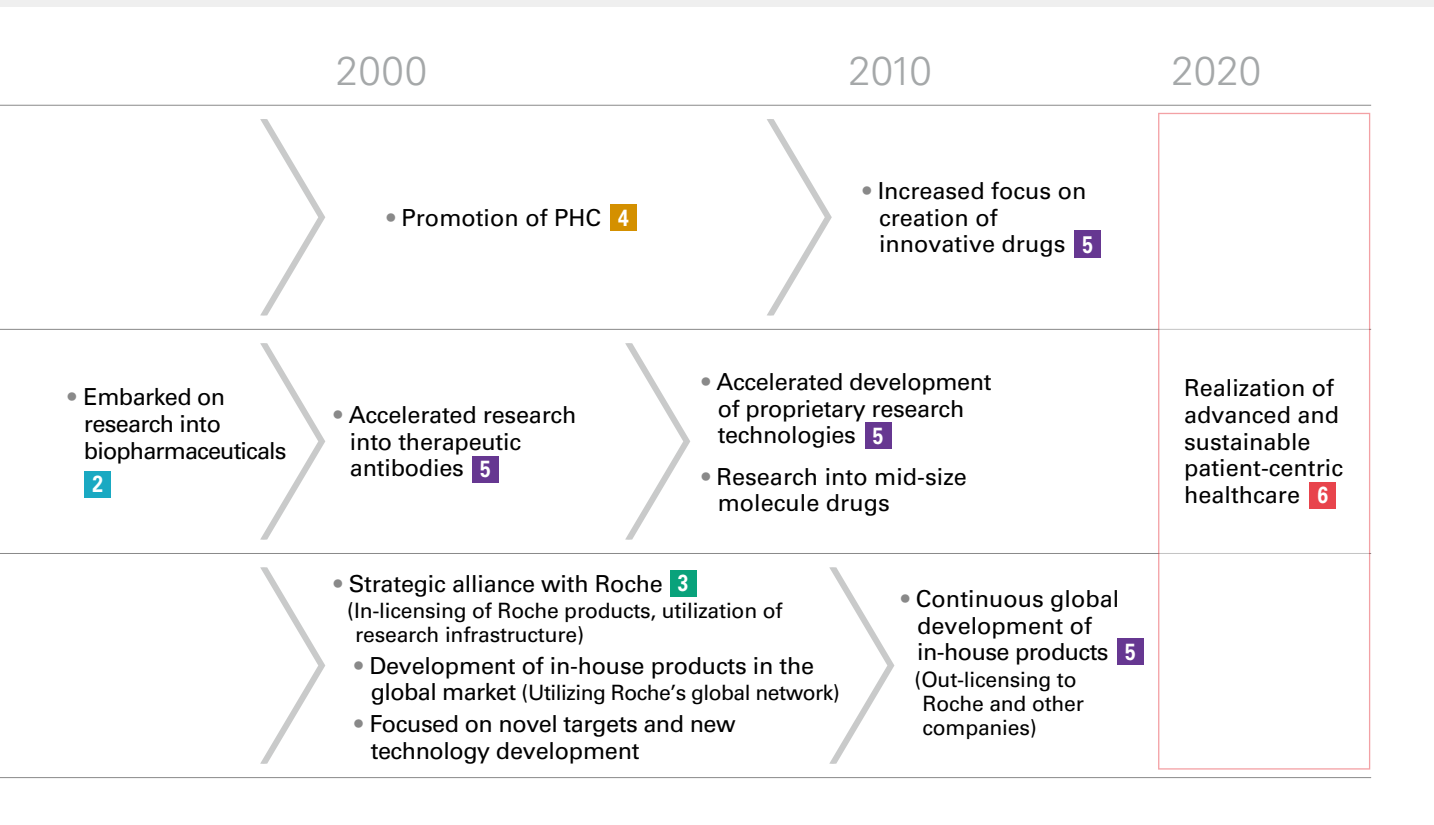 2000
2010
2020
• Promotion of PHC 4
• Increased focus on
creation of
innovative drugs 5
• Embarked on
research into
biopharmaceuticals
2
• Accelerated research
into therapeutic
antibodies 5
• Accelerated development
of proprietary research
technologies 5
• Research into mid-size
molecule drugs
Realization of
advanced and
sustainable
patient-centric
healthcare 6
• Strategic alliance with Roche 3
(In-licensing of Roche products, utilization of
research infrastructure)
• Development of in-house products in the
global market (Utilizing Roche's global network)
• Focused on novel targets and new
technology development
• Continuous global
development of
in-house products 5
(Out-licensing to
Roche and other
companies)